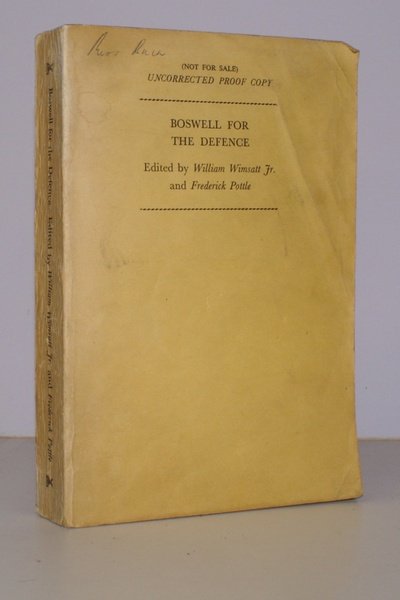 (NOT FOR SALE)
UNCORRECTED PROOF COPY
BOSWELL FOR
THE DEFENCE
Edited by William Wimsatt Jr.
and Frederick Pottle
Boswell for the Defence. Edited by William Wimsatt Jr. and Frederick Pottle